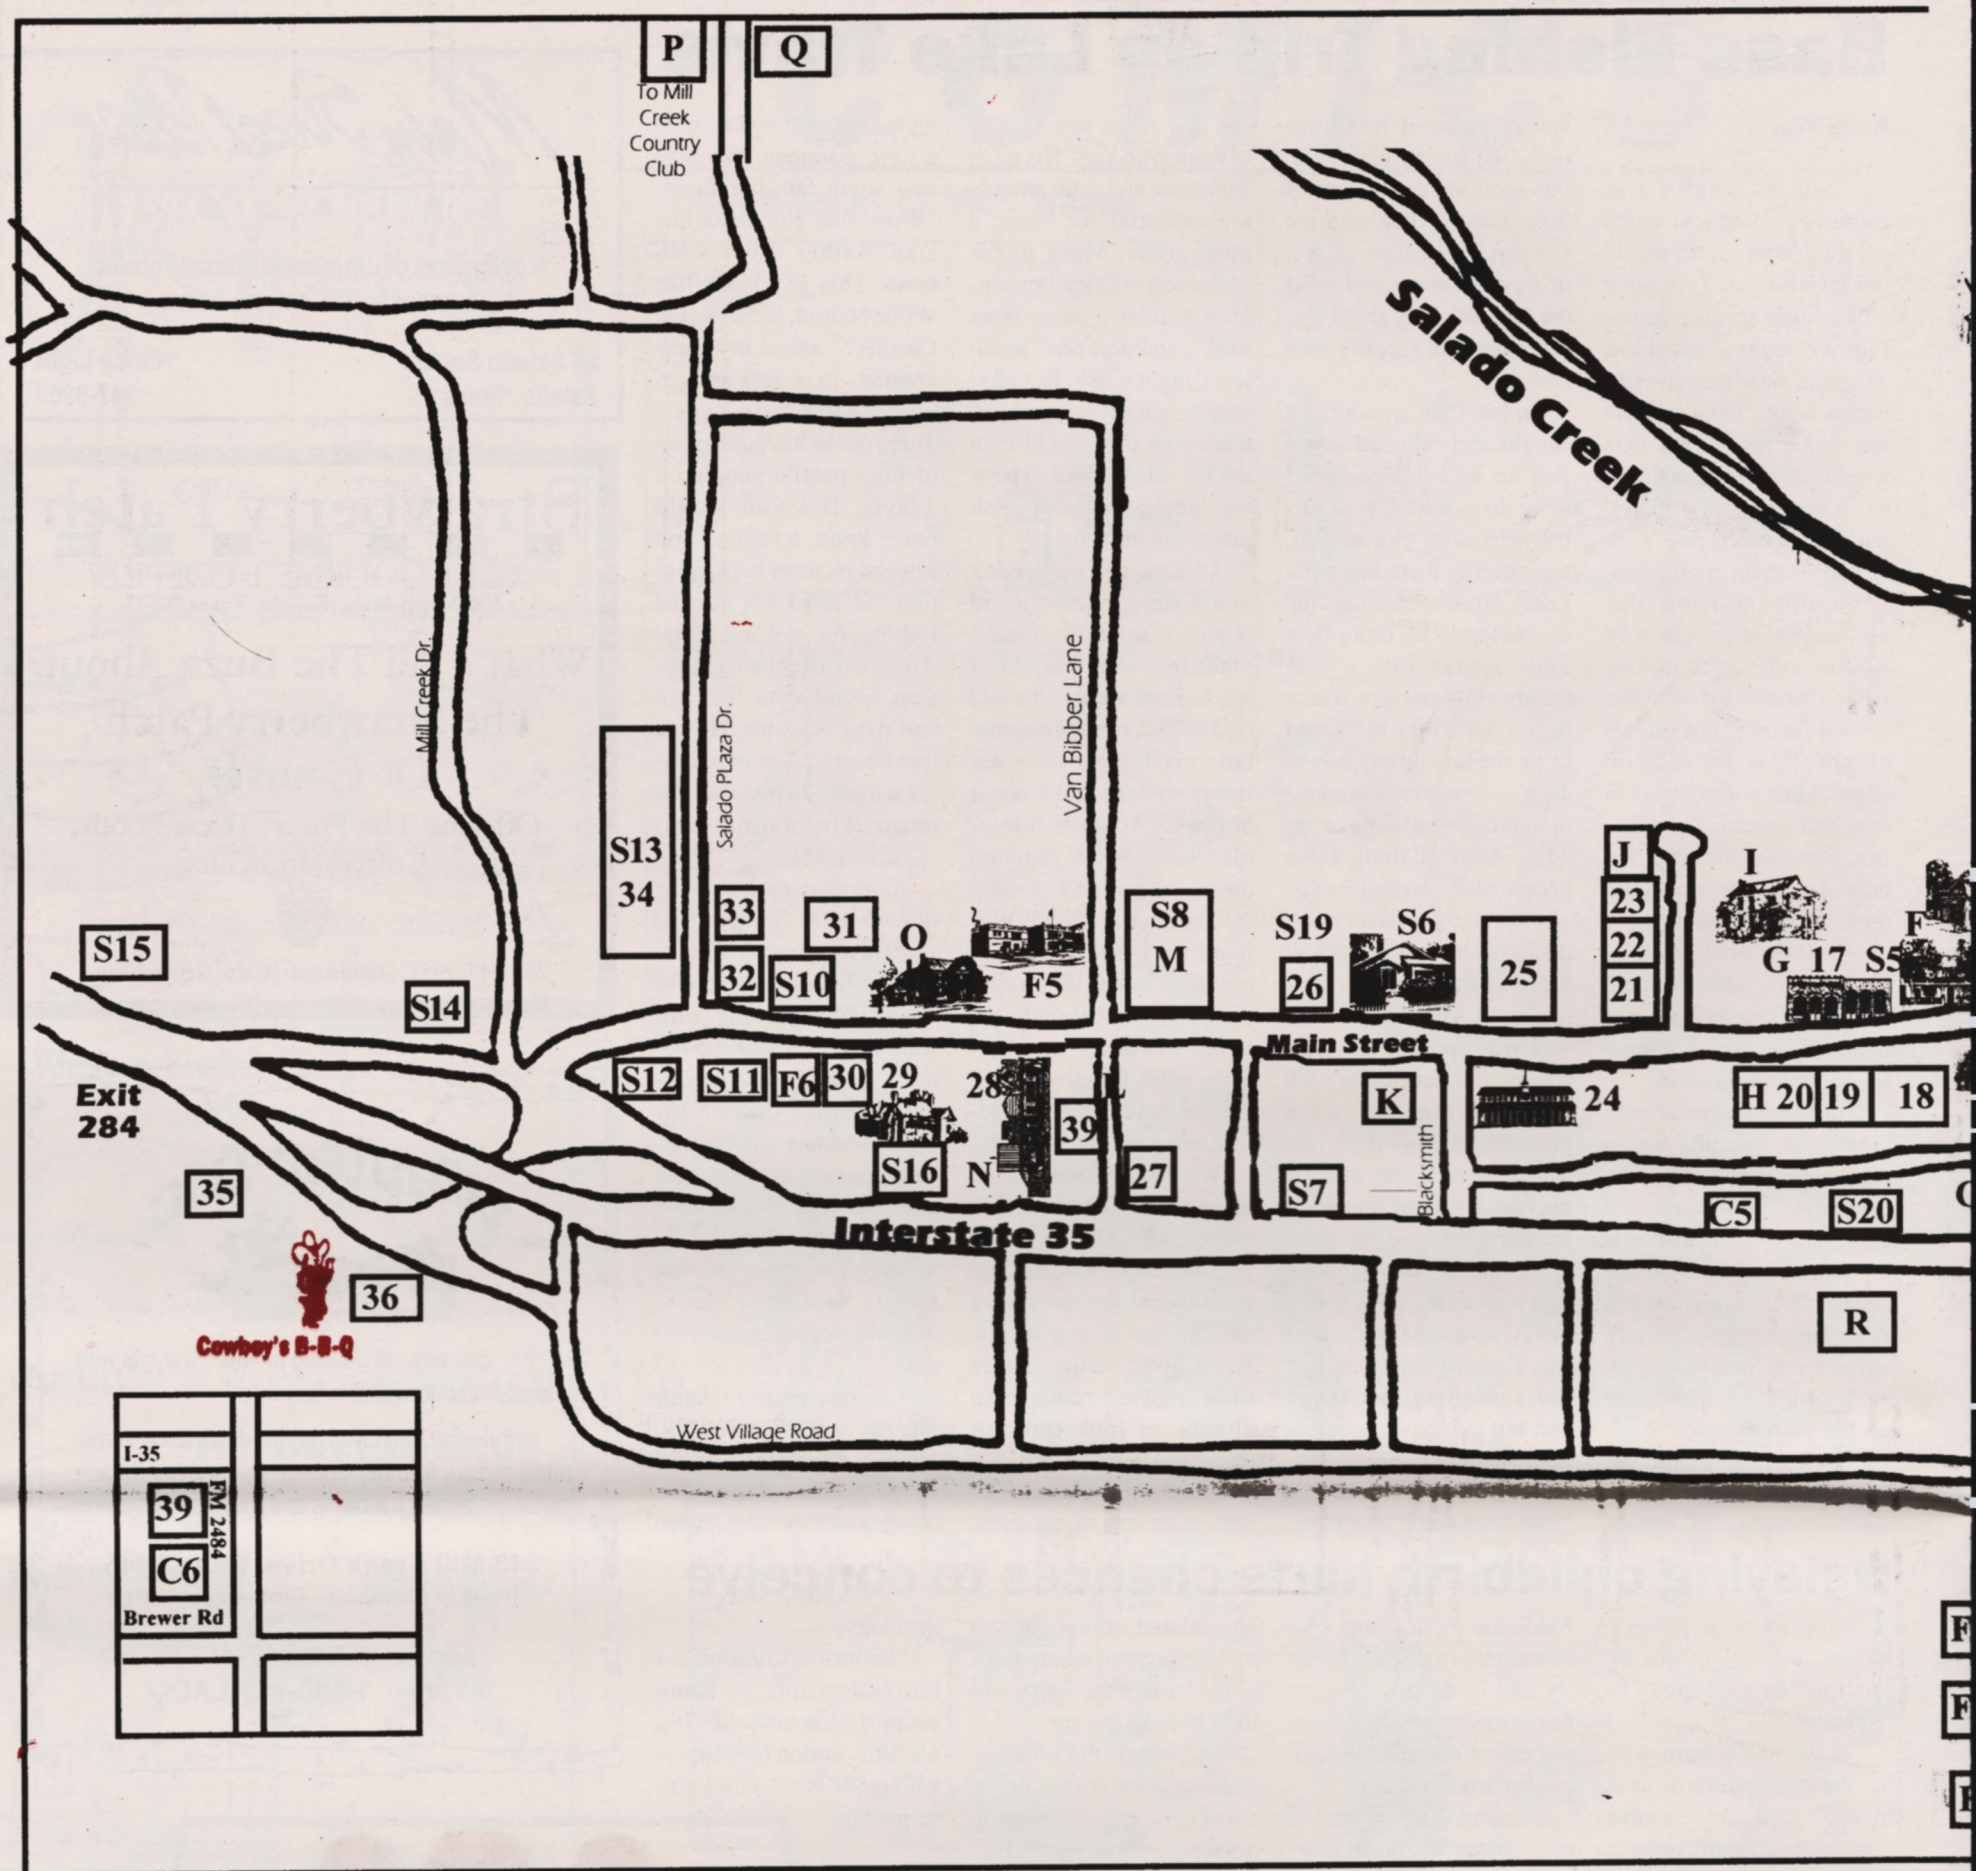 P
Q
To Mill
Creek
Country
Club
Salado Creek
Mill Creek Dr.
Salado Plaza Dr.
Van Bibber Lane
S13
34
33
32
31
S10
O
F5
S8
M
S19
26
S6
25
J
23
22
21
I
G 17 S5
F
S15
S14
Main Street
Exit
284
S12
S11
F6
30
29
28
39
L
S16
N
27
K
S7
Blacksmith
24
H 20
19
18
C5
S20
35
Interstate 35
36
Cowboy's B-B-Q
R
West Village Road
I-35
39
FM 2484
C6
Brewer Rd